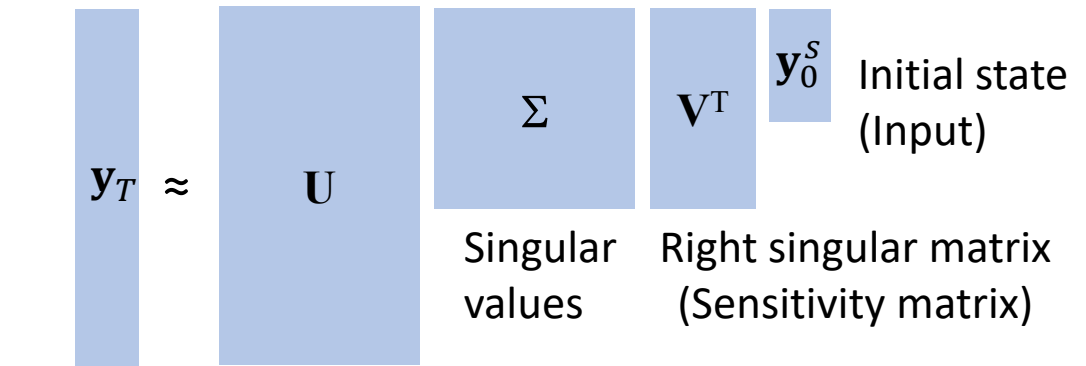 𝐲_T ≈ 𝐔 Σ 𝐕^T 𝐲_0^S
Initial state
(Input)
Singular
values
Right singular matrix
(Sensitivity matrix)